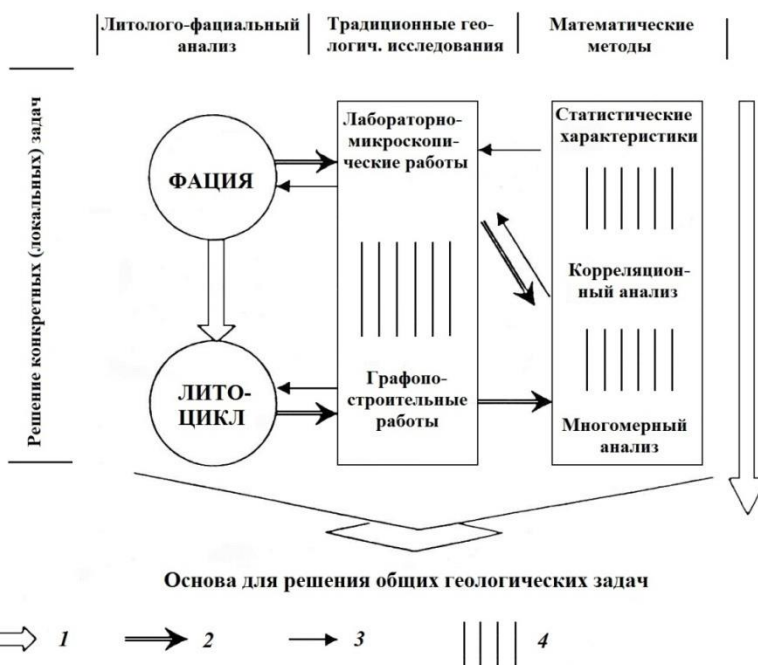 Литолого-фациальный
анализ
Традиционные гео-
логич. исследования
Математические
методы
Решение конкретных (локальных) задач
ФАЦИЯ
Лабораторно-
микроскопи-
ческие работы
Статистические
характеристики
Корреляцион-
ный анализ
ЛИТО-
ЦИКЛ
Графопо-
строительные
работы
Многомерный
анализ
Основа для решения общих геологических задач
1 2 3 4